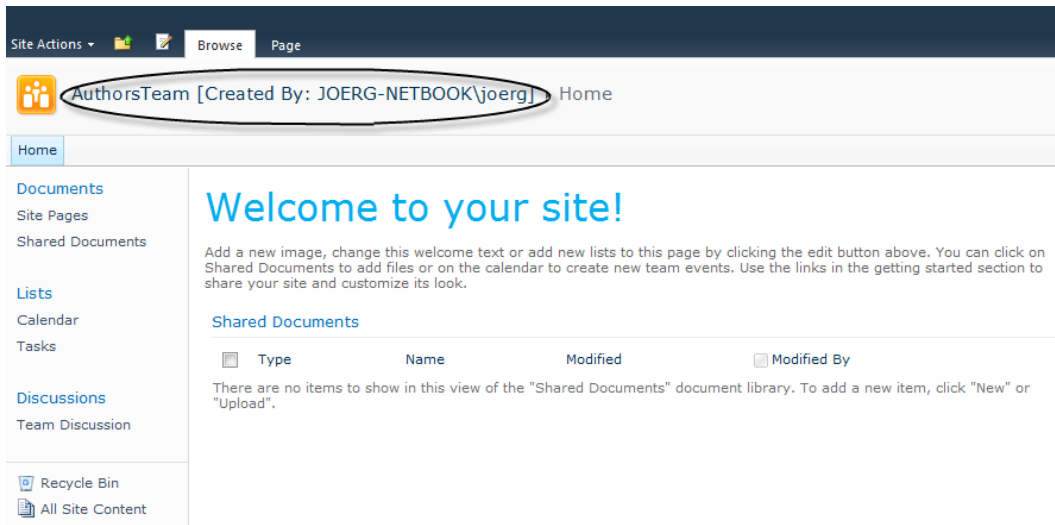 Site Actions
Browse
Page
AuthorsTeam [Created By: JOERG-NETBOOK\joerg] Home
Home
Documents
Site Pages
Shared Documents
Lists
Calendar
Tasks
Discussions
Team Discussion
Recycle Bin
All Site Content
Welcome to your site!
Add a new image, change this welcome text or add new lists to this page by clicking the edit button above. You can click on
Shared Documents to add files or on the calendar to create new team events. Use the links in the getting started section to
share your site and customize its look.
Shared Documents
Type Name Modified Modified By
There are no items to show in this view of the "Shared Documents" document library. To add a new item, click "New" or
"Upload".